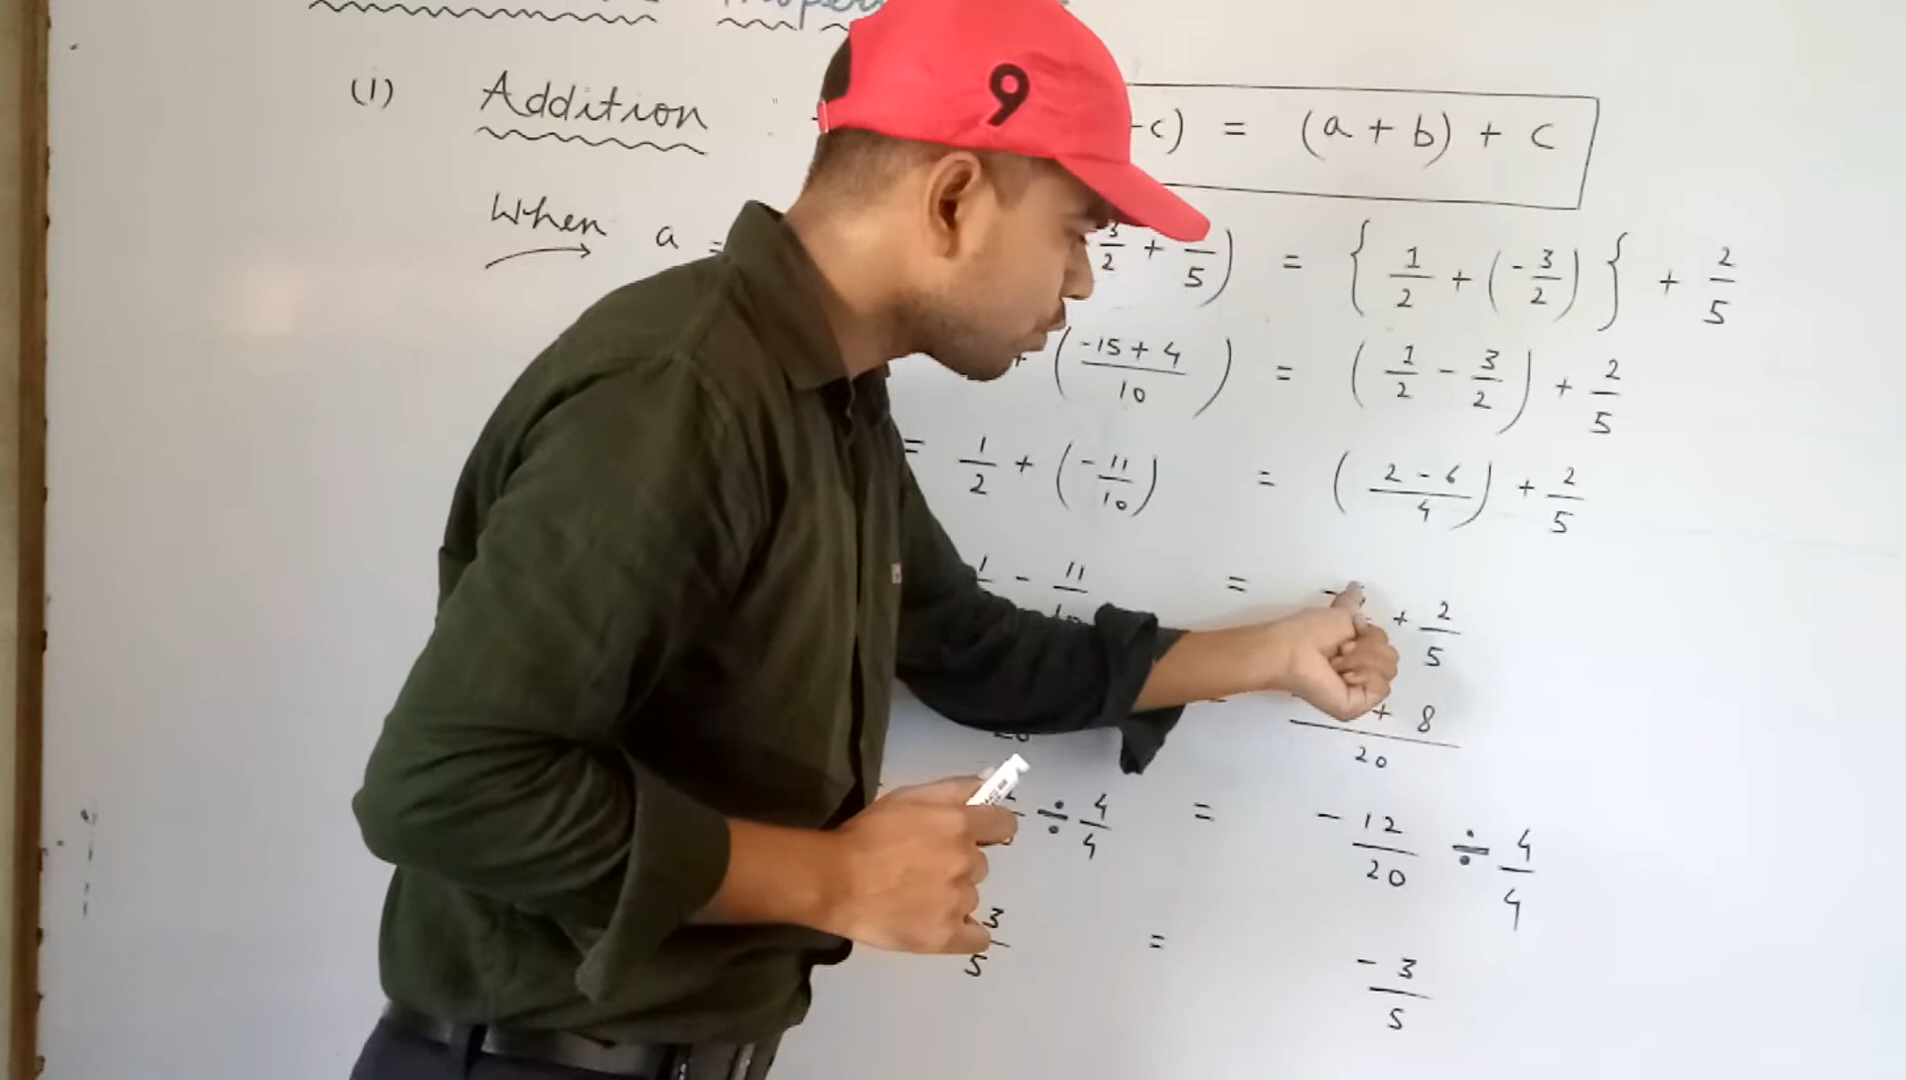 (1) Addition : -c) = (a + b) + c
9
When a = 3/2 + /5) = { 1/2 + (-3/2) } + 2/5
+ (-15 + 4/10) = (1/2 - 3/2) + 2/5
= 1/2 + (-11/10) = (2 - 6/4) + 2/5
1/ - 11/ = - + 2/5
= + 8/20
÷ 4/4 = -12/20 ÷ 4/4
3/5 = -3/5